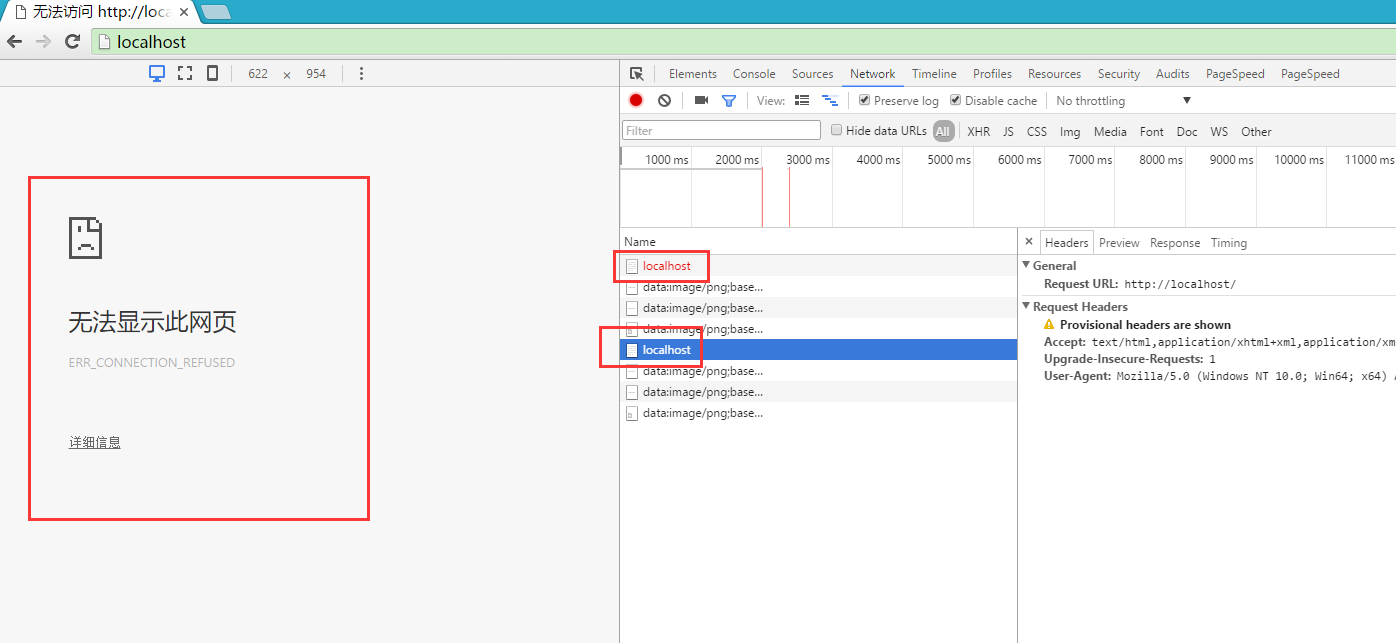 无法访问 http://loca
localhost
622 × 954
Elements Console Sources Network Timeline Profiles Resources Security Audits PageSpeed PageSpeed
View: Preserve log Disable cache No throttling
Filter Hide data URLs All XHR JS CSS Img Media Font Doc WS Other
1000 ms 2000 ms 3000 ms 4000 ms 5000 ms 6000 ms 7000 ms 8000 ms 9000 ms 10000 ms 11000 ms
无法显示此网页
ERR_CONNECTION_REFUSED
详细信息
Name
localhost
data:image/png;base...
data:image/png;base...
data:image/png;base...
localhost
data:image/png;base...
data:image/png;base...
data:image/png;base...
× Headers Preview Response Timing
General
Request URL: http://localhost/
Request Headers
Provisional headers are shown
Accept: text/html,application/xhtml+xml,application/xm
Upgrade-Insecure-Requests: 1
User-Agent: Mozilla/5.0 (Windows NT 10.0; Win64; x64)